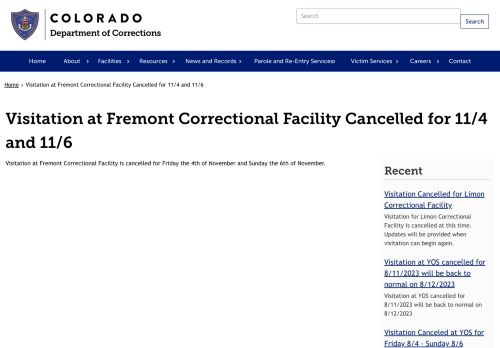 COLORADO
Department of Corrections
Search
Search
Home
About
Facilities
Resources
News and Records
Parole and Re-Entry Services
Victim Services
Careers
Contact
Home › Visitation at Fremont Correctional Facility Cancelled for 11/4 and 11/6
Visitation at Fremont Correctional Facility Cancelled for 11/4
and 11/6
Visitation at Fremont Correctional Facility is cancelled for Friday the 4th of November and Sunday the 6th of November.
Recent
Visitation Cancelled for Limon
Correctional Facility
Visitation for Limon Correctional
Facility is cancelled at this time.
Updates will be provided when
visitation can begin again.
Visitation at YOS cancelled for
8/11/2023 will be back to
normal on 8/12/2023
Visitation at YOS cancelled for
8/11/2023 will be back to normal on
8/12/2023
Visitation Canceled at YOS for
Friday 8/4 - Sunday 8/6